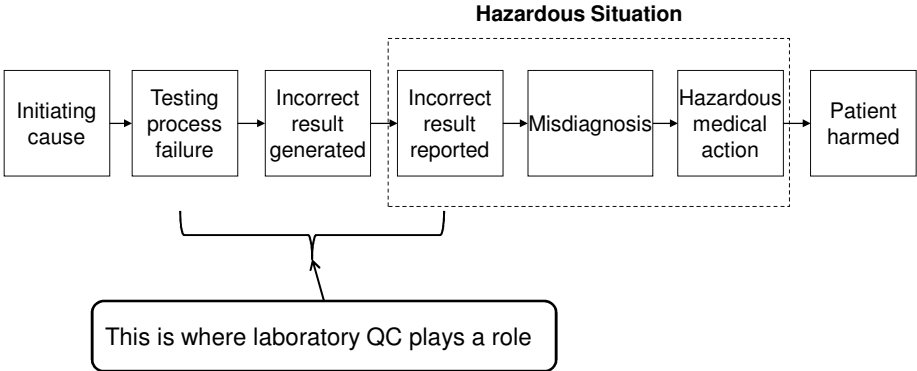 Hazardous Situation
Initiating
cause
Testing
process
failure
Incorrect
result
generated
Incorrect
result
reported
Misdiagnosis
Hazardous
medical
action
Patient
harmed
This is where laboratory QC plays a role